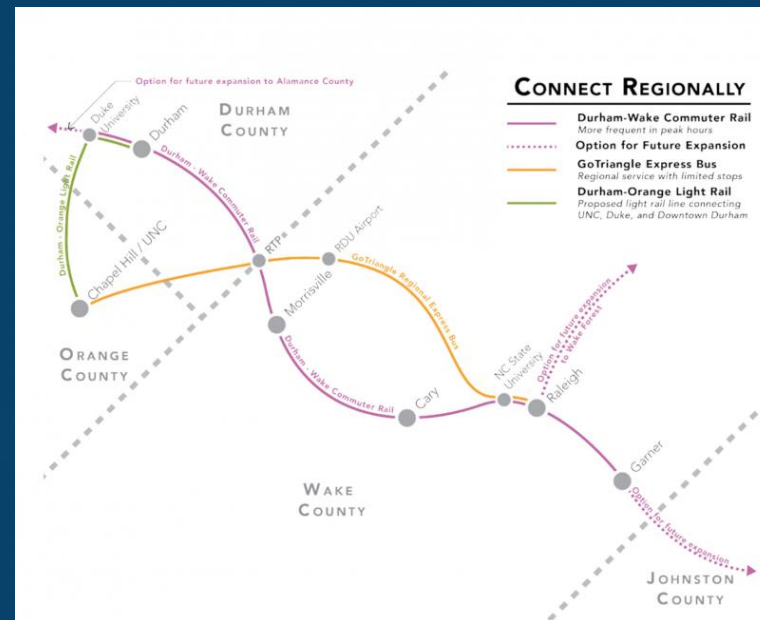 CONNECT REGIONALLY
Durham-Wake Commuter Rail
More frequent in peak hours
Option for Future Expansion
GoTriangle Express Bus
Regional service with limited stops
Durham-Orange Light Rail
Proposed light rail line connecting
UNC, Duke, and Downtown Durham
Option for future expansion to Alamance County
Duke
University
Durham
DURHAM
COUNTY
Durham - Wake Commuter Rail
Durham - Orange Light Rail
Chapel Hill / UNC
RTP
RDU Airport
GoTriangle Regional Express Bus
Morrisville
ORANGE
COUNTY
Durham - Wake Commuter Rail
Cary
NC State
University
Raleigh
Option for future expansion
to Wake Forest
Garner
WAKE
COUNTY
Option for future expansion
JOHNSTON
COUNTY